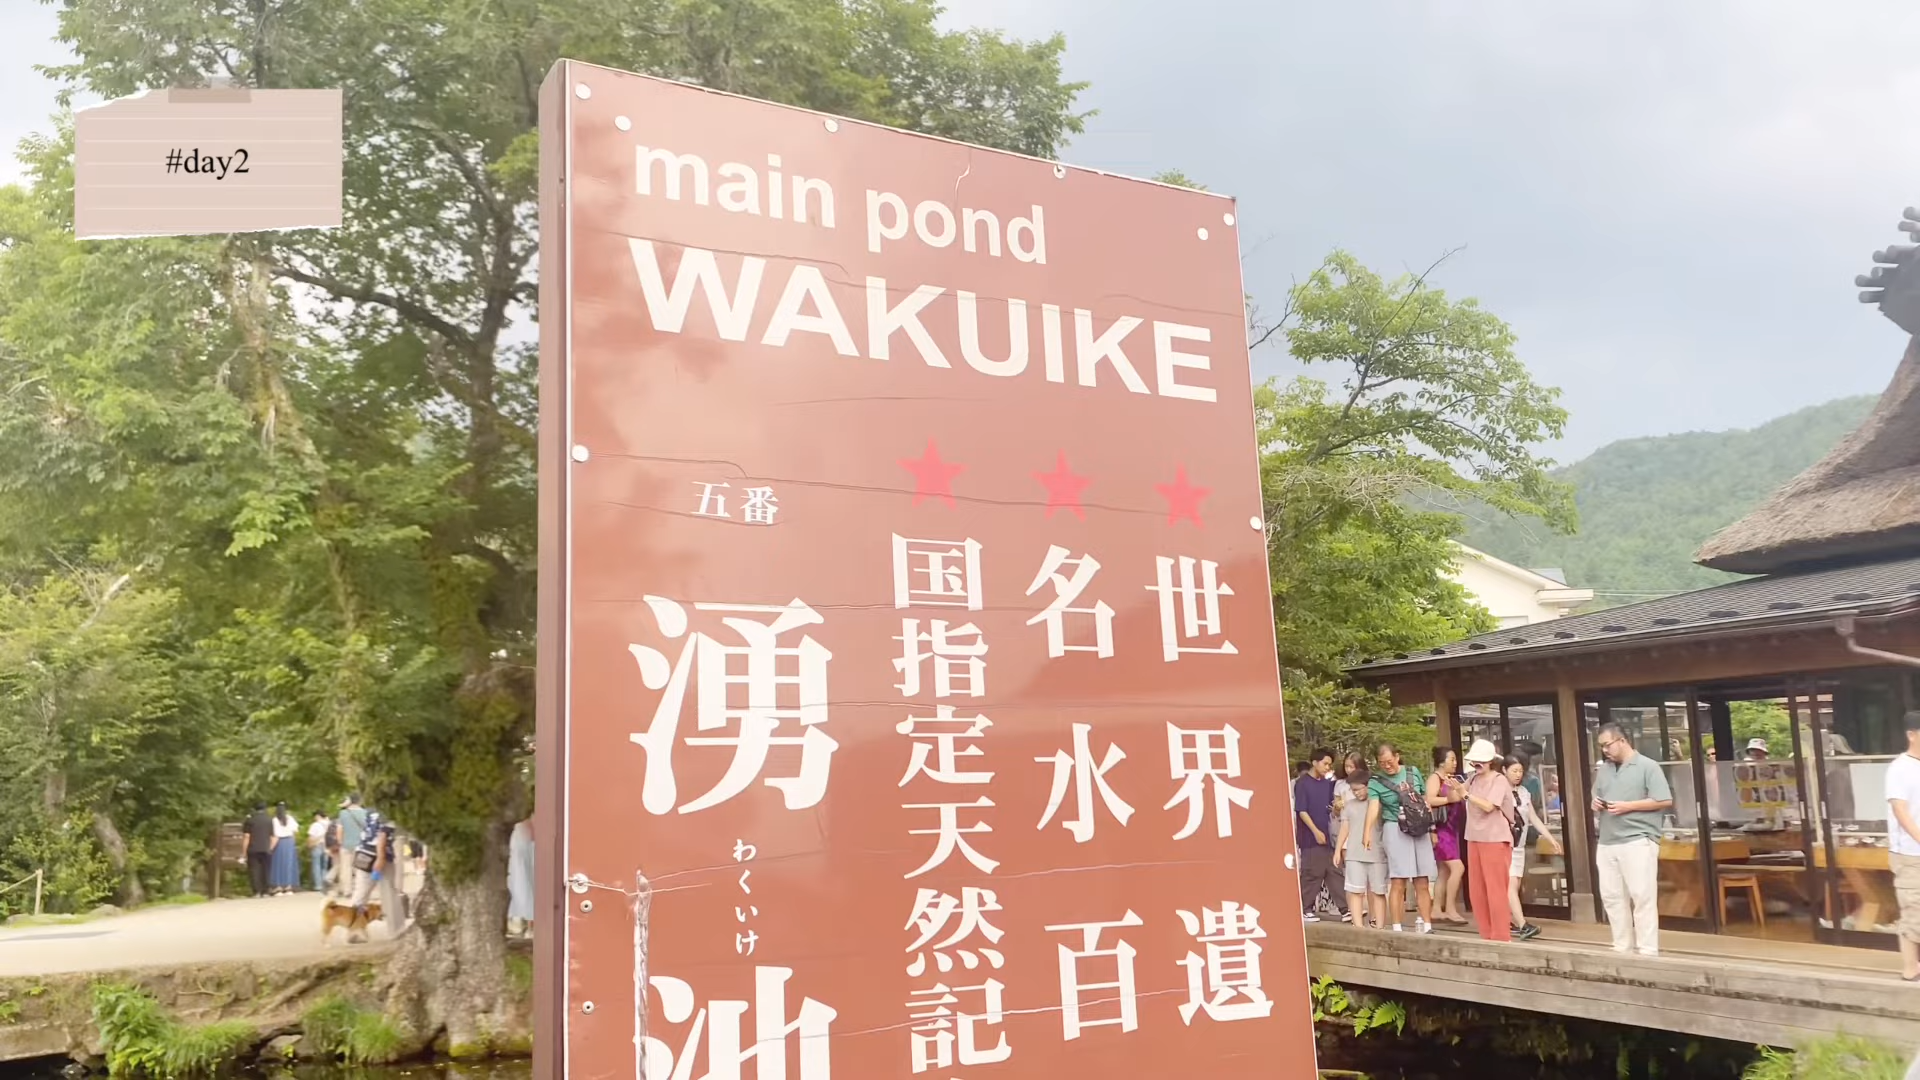 #day2
main pond
WAKUIKE
世界遺
名水百
国指定天然記
五番
湧池
わくいけ